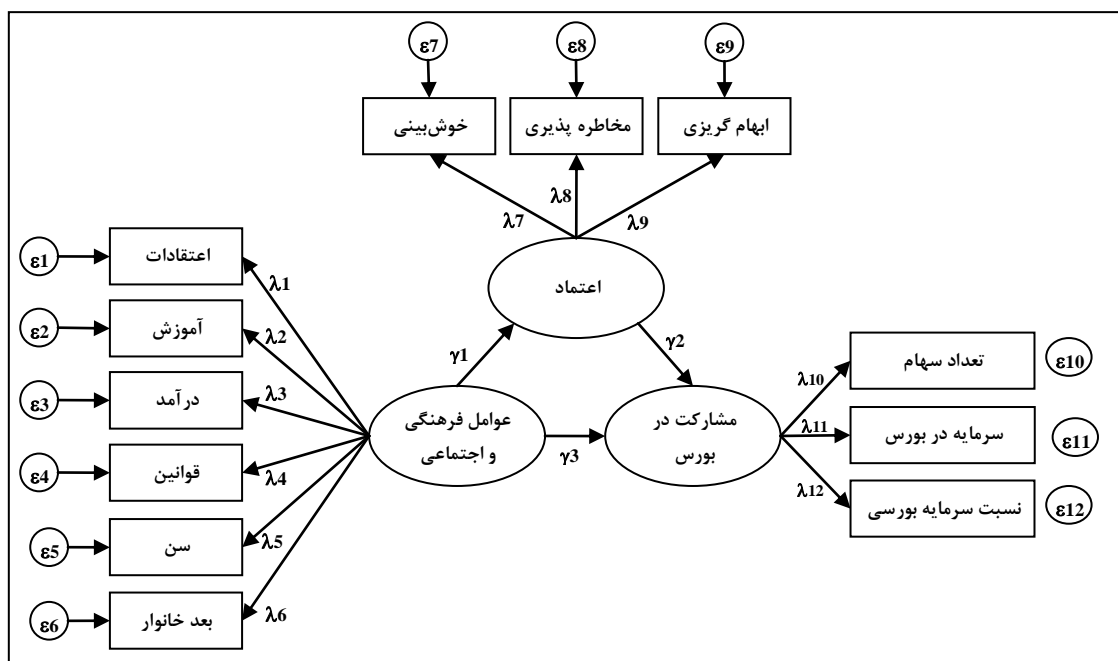 ε7
ε8
ε9
خوش‌بینی
مخاطره پذیری
ابهام گریزی
λ7
λ8
λ9
اعتماد
ε1
اعتقادات
λ1
ε2
آموزش
λ2
ε3
درآمد
λ3
ε4
قوانین
λ4
ε5
سن
λ5
ε6
بعد خانوار
λ6
γ1
γ2
عوامل فرهنگی
و اجتماعی
γ3
مشارکت در
بورس
λ10
تعداد سهام
ε10
λ11
سرمایه در بورس
ε11
λ12
نسبت سرمایه بورسی
ε12